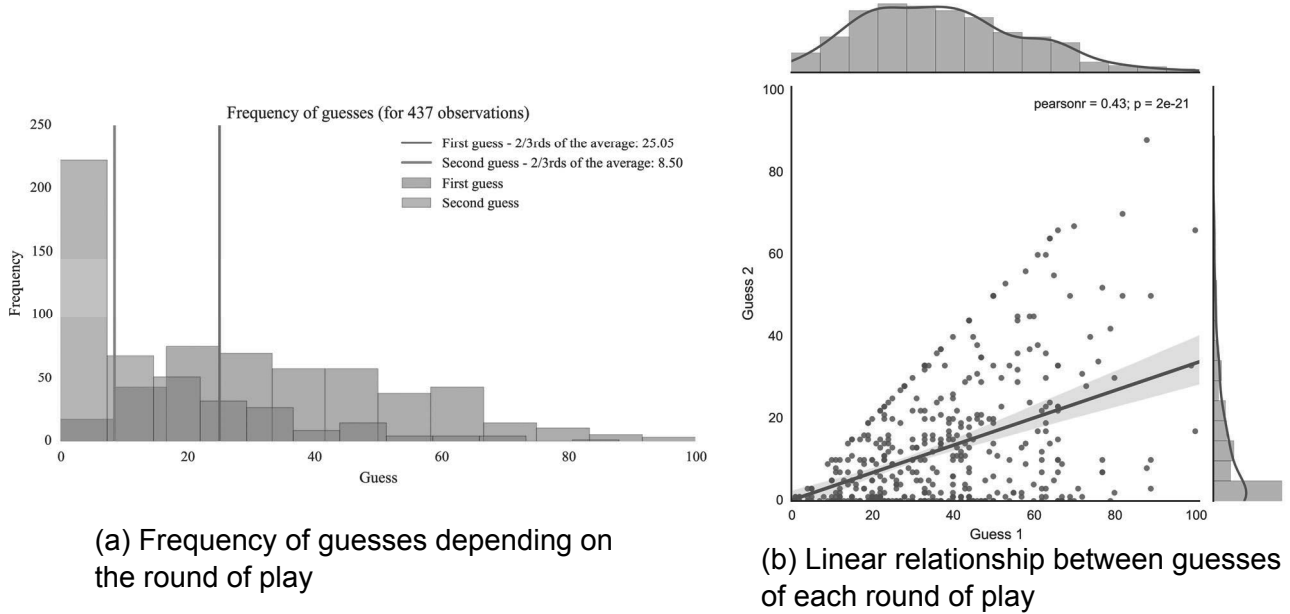 Frequency of guesses (for 437 observations)
250
200
150
100
50
0
Frequency
First guess - 2/3rds of the average: 25.05
Second guess - 2/3rds of the average: 8.50
First guess
Second guess
0 20 40 60 80 100
Guess
(a) Frequency of guesses depending on
the round of play
pearsonr = 0.43; p = 2e-21
100
80
60
40
20
0
Guess 2
0 20 40 60 80 100
Guess 1
(b) Linear relationship between guesses
of each round of play